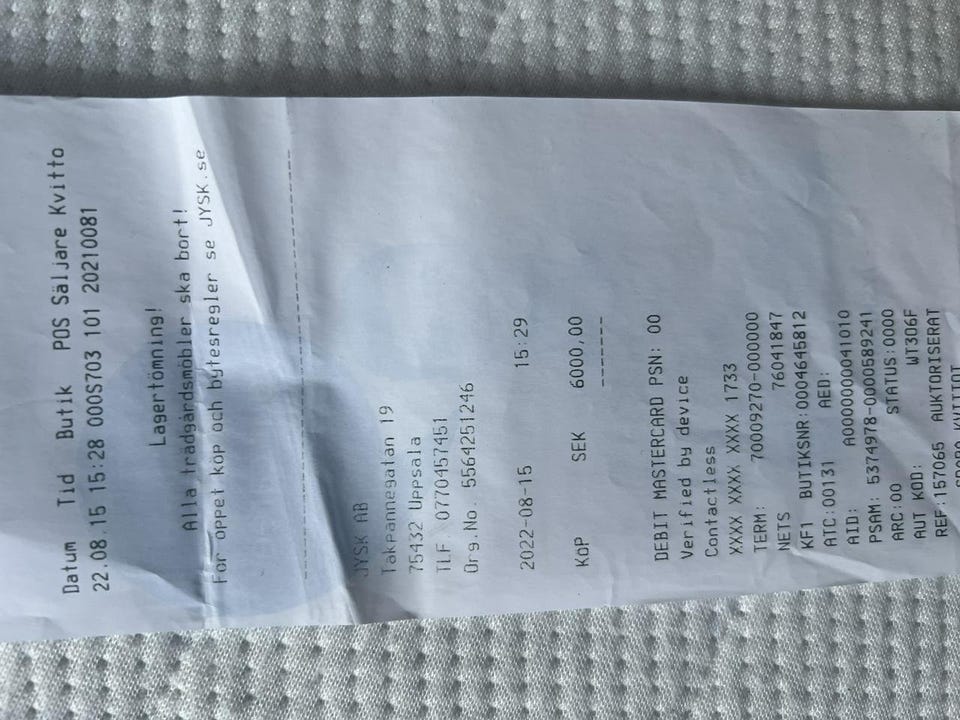 Datum Tid Butik POS Säljare Kvitto
22.08.15 15:28 000S703 101 20210081
Lagertömning!
Alla trädgårdsmöbler ska bort!
För öppet köp och bytesregler se JYSK.se
JYSK AB
Takpannegatan 19
75432 Uppsala
TLF 0770457451
Org.No. 5564251246
2022-08-15 15:29
KöP SEK 6000,00
DEBIT MASTERCARD PSN: 00
Verified by device
Contactless
XXXX XXXX XXXX 1733
TERM: 70009270-0000000
NETS 76041847
KF1 BUTIKSNR:0004645812
ATC:00131 AED:
AID: A0000000041010
PSAM: 5374978-0000589241
ARC:00 STATUS:0000
AUT KOD: WT3O6F
REF:157065 AUKTORISERAT
SPARA KVITTOT